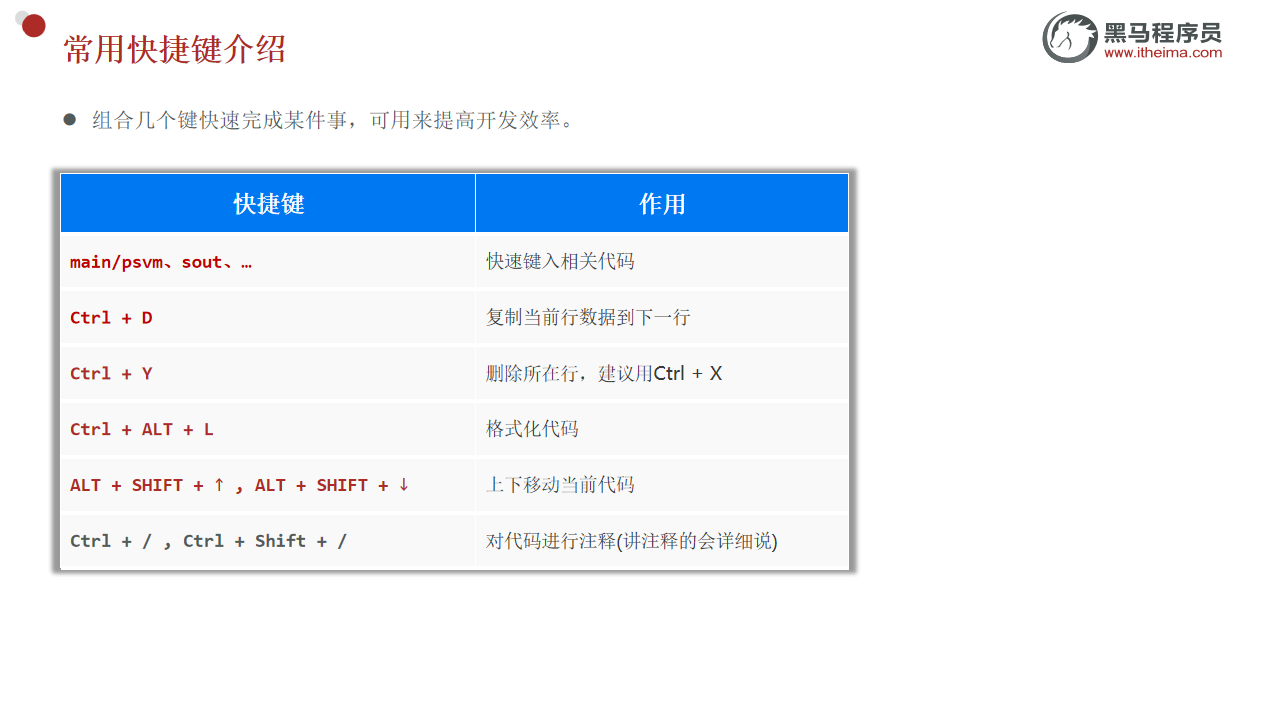 常用快捷键介绍
黑马程序员
www.itheima.com
组合几个键快速完成某件事，可用来提高开发效率。
快捷键 作用
main/psvm、sout、… 快速键入相关代码
Ctrl + D 复制当前行数据到下一行
Ctrl + Y 删除所在行，建议用Ctrl + X
Ctrl + ALT + L 格式化代码
ALT + SHIFT + ↑ , ALT + SHIFT + ↓ 上下移动当前代码
Ctrl + / , Ctrl + Shift + / 对代码进行注释(讲注释的会详细说)